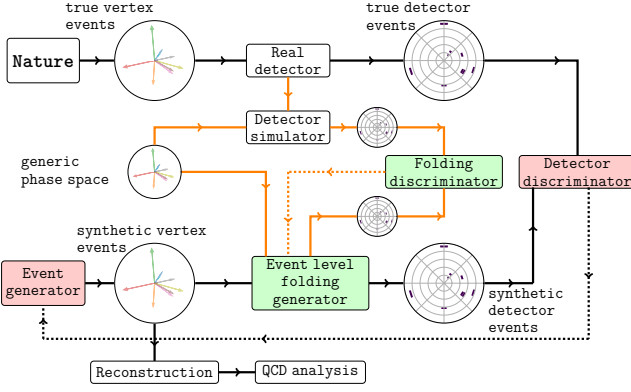 true vertex
events
true detector
events
Nature
Real
detector
Detector
simulator
generic
phase space
Folding
discriminator
Detector
discriminator
synthetic vertex
events
Event
generator
Event level
folding
generator
synthetic
detector
events
Reconstruction
QCD analysis